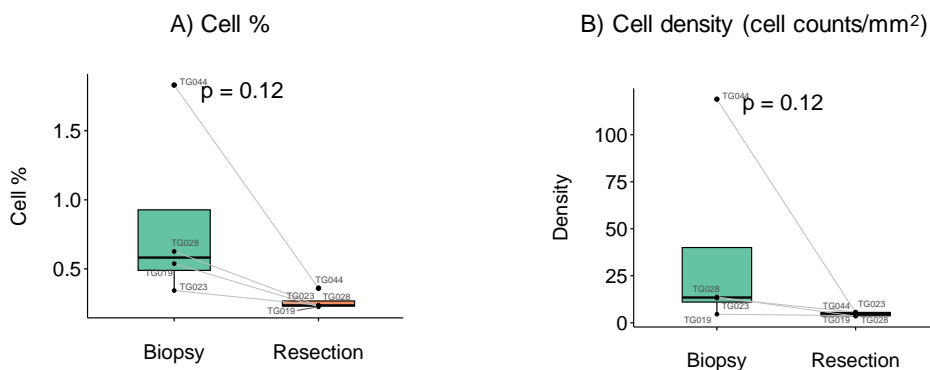 A) Cell %
B) Cell density (cell counts/mm²)
TG044
p = 0.12
1.5
1.0
0.5
Cell %
TG028
TG019
TG023
TG044
TG023
TG028
TG019
Biopsy
Resection
TG044
p = 0.12
100
75
50
25
0
Density
TG028
TG023
TG019
TG044
TG023
TG019
TG028
Biopsy
Resection